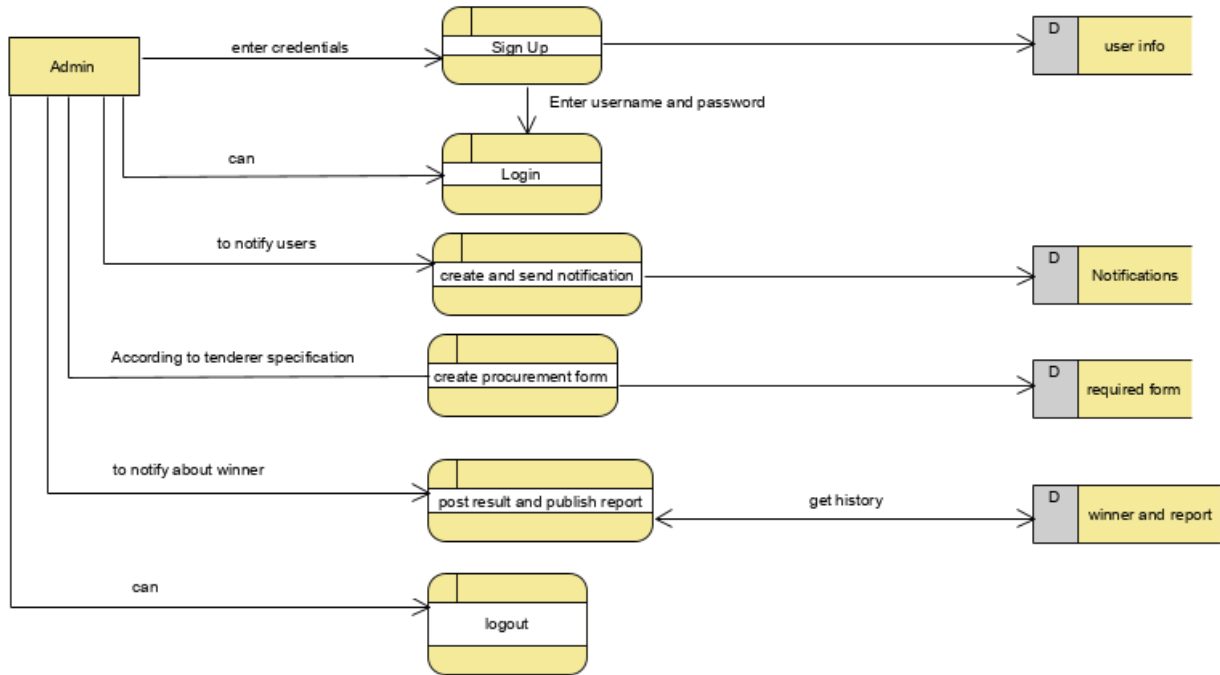 enter credentials
Sign Up
D
user info
Admin
Enter username and password
can
Login
to notify users
create and send notification
D
Notifications
According to tenderer specification
create procurement form
D
required form
to notify about winner
post result and publish report
get history
D
winner and report
can
logout